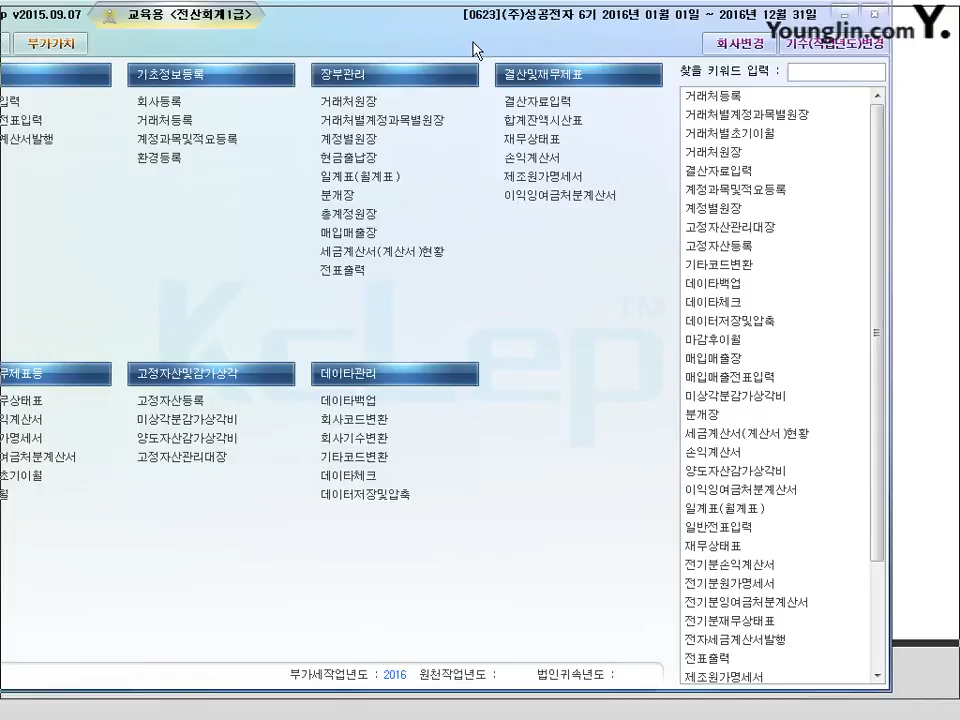 p v2015.09.07
교육용 <전산회계1급>
[0623](주)성공전자 6기 2016년 01월 01일 ~ 2016년 12월 31일
YoungJin.com Y.
부가가치
회사변경
기수(작업년도)변경
찾을 키워드 입력 :
입력
전표입력
계산서발행
기초정보등록
회사등록
거래처등록
계정과목및적요등록
환경등록
장부관리
거래처원장
거래처별계정과목별원장
계정별원장
현금출납장
일계표(월계표)
분개장
총계정원장
매입매출장
세금계산서(계산서)현황
전표출력
결산및재무제표
결산자료입력
합계잔액시산표
재무상태표
손익계산서
제조원가명세서
이익잉여금처분계산서
무제표등
무상태표
익계산서
가명세서
여금처분계산서
초기이월
월
고정자산및감가상각
고정자산등록
미상각분감가상각비
양도자산감가상각비
고정자산관리대장
데이타관리
데이타백업
회사코드변환
회사기수변환
기타코드변환
데이타체크
데이터저장및압축
거래처등록
거래처별계정과목별원장
거래처별초기이월
거래처원장
결산자료입력
계정과목및적요등록
계정별원장
고정자산관리대장
고정자산등록
기타코드변환
데이타백업
데이타체크
데이터저장및압축
마감후이월
매입매출장
매입매출전표입력
미상각분감가상각비
분개장
세금계산서(계산서)현황
손익계산서
양도자산감가상각비
이익잉여금처분계산서
일계표(월계표)
일반전표입력
재무상태표
전기분손익계산서
전기분원가명세서
전기분잉여금처분계산서
전기분재무상태표
전자세금계산서발행
전표출력
제조원가명세서
KcLep TM
부가세작업년도 : 2016 원천작업년도 : 법인귀속년도 :